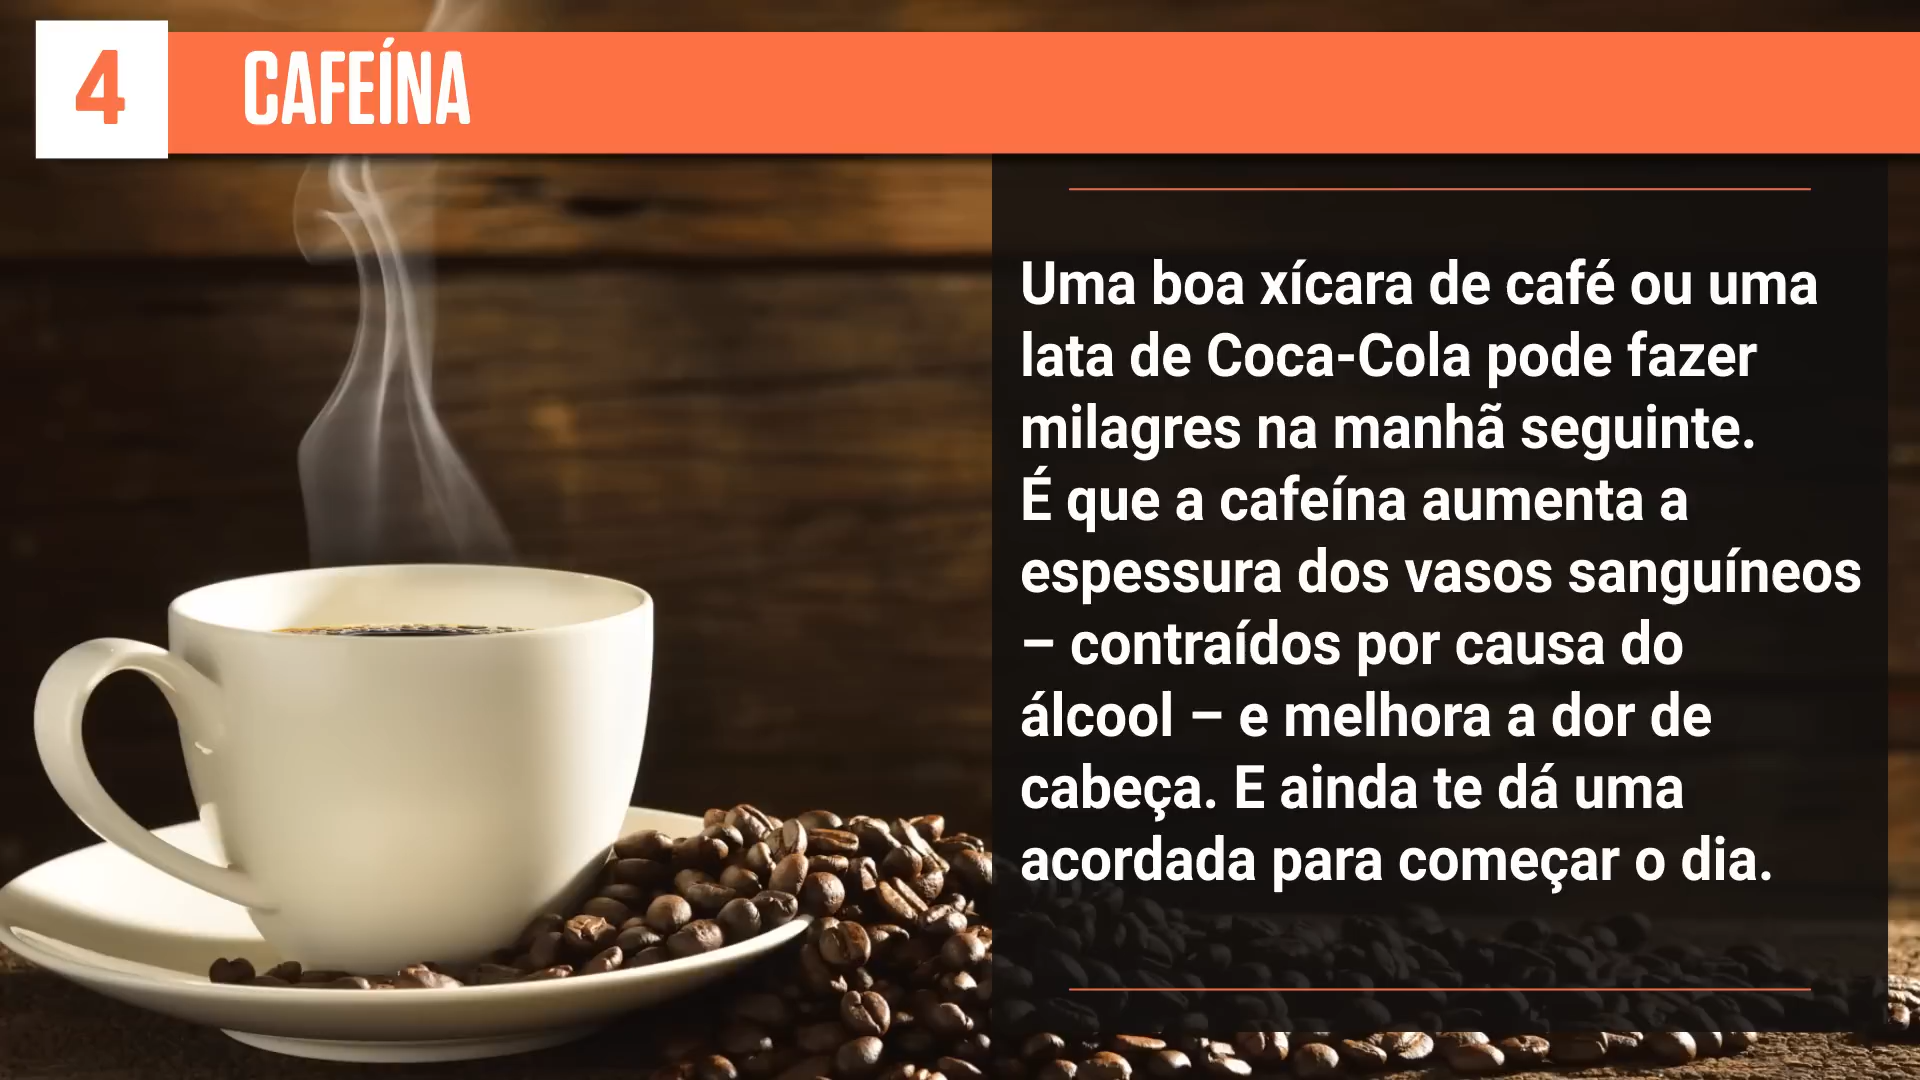 4
CAFEÍNA
Uma boa xícara de café ou uma
lata de Coca-Cola pode fazer
milagres na manhã seguinte.
É que a cafeína aumenta a
espessura dos vasos sanguíneos
– contraídos por causa do
álcool – e melhora a dor de
cabeça. E ainda te dá uma
acordada para começar o dia.